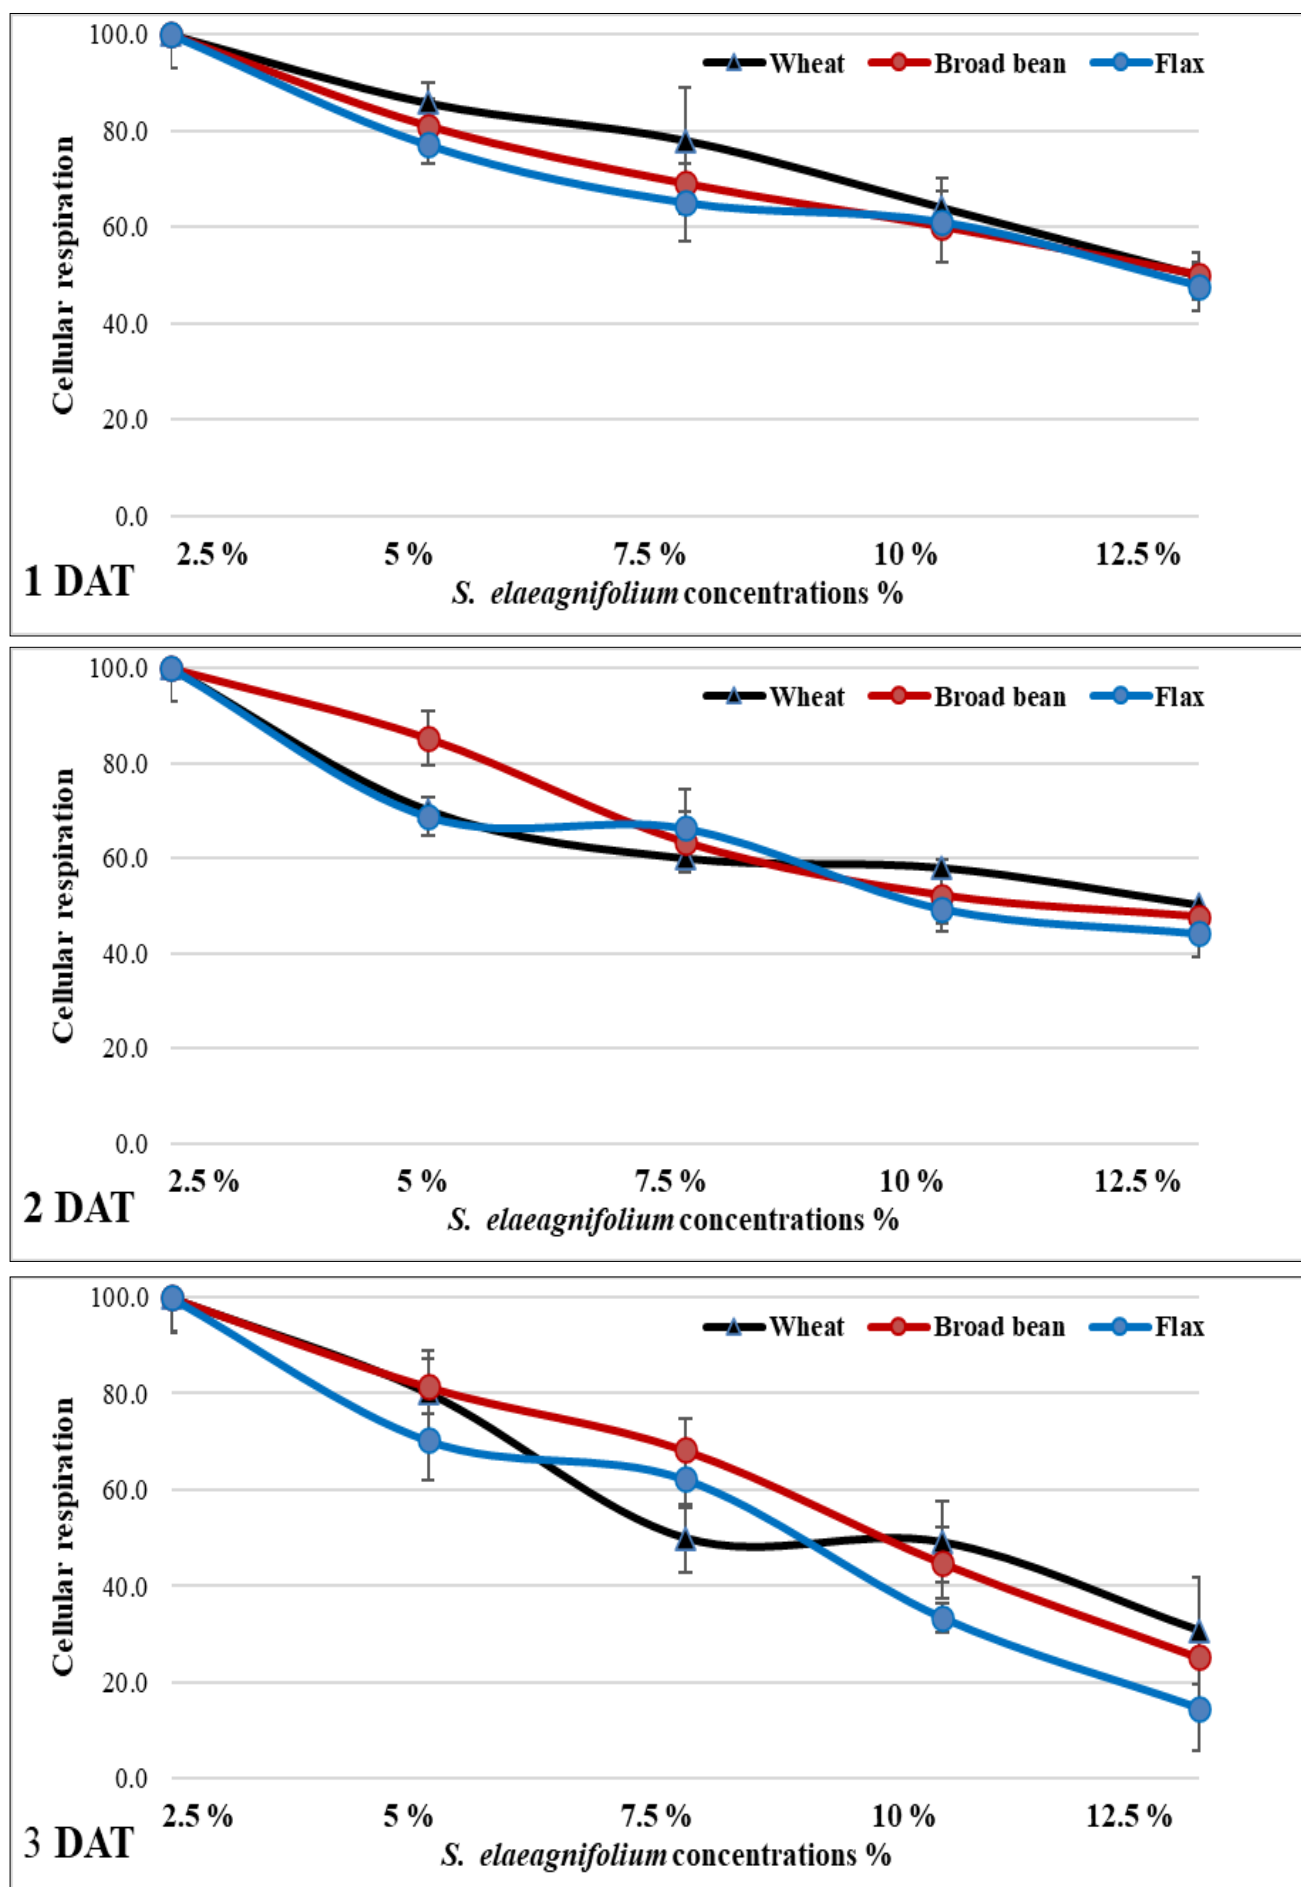 100.0
Wheat Broad bean Flax
80.0
60.0
40.0
20.0
0.0
Cellular respiration
2.5 % 5 % 7.5 % 10 % 12.5 %
1 DAT
S. elaeagnifolium concentrations %
100.0
Wheat Broad bean Flax
80.0
60.0
40.0
20.0
0.0
Cellular respiration
2.5 % 5 % 7.5 % 10 % 12.5 %
2 DAT
S. elaeagnifolium concentrations %
100.0
Wheat Broad bean Flax
80.0
60.0
40.0
20.0
0.0
Cellular respiration
2.5 % 5 % 7.5 % 10 % 12.5 %
3 DAT
S. elaeagnifolium concentrations %